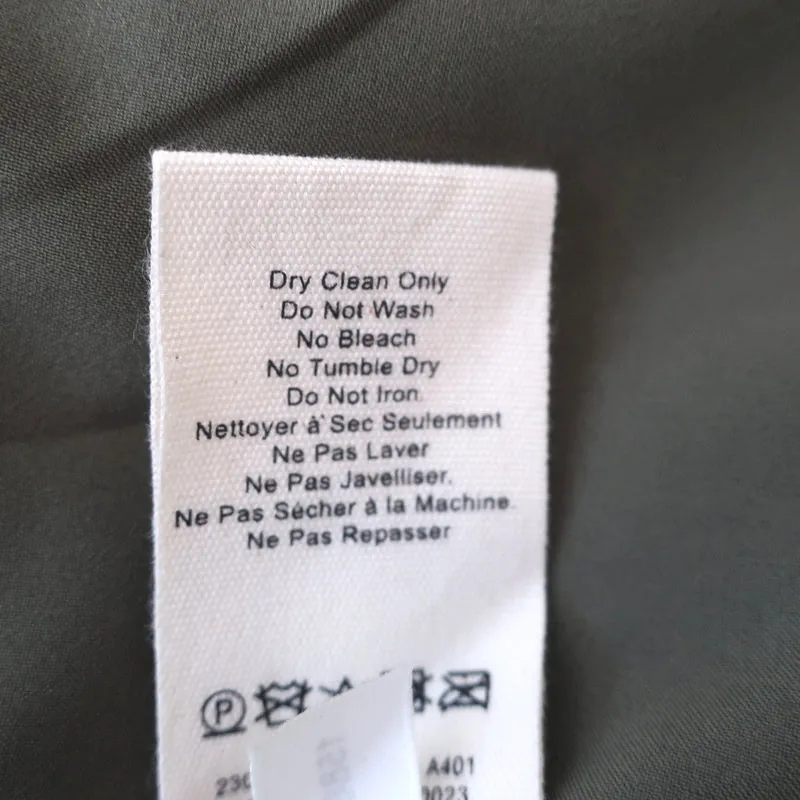 Dry Clean Only
Do Not Wash
No Bleach
No Tumble Dry
Do Not Iron.
Nettoyer à Sec Seulement
Ne Pas Laver
Ne Pas Javelliser.
Ne Pas Sécher à la Machine.
Ne Pas Repasser
P
A401